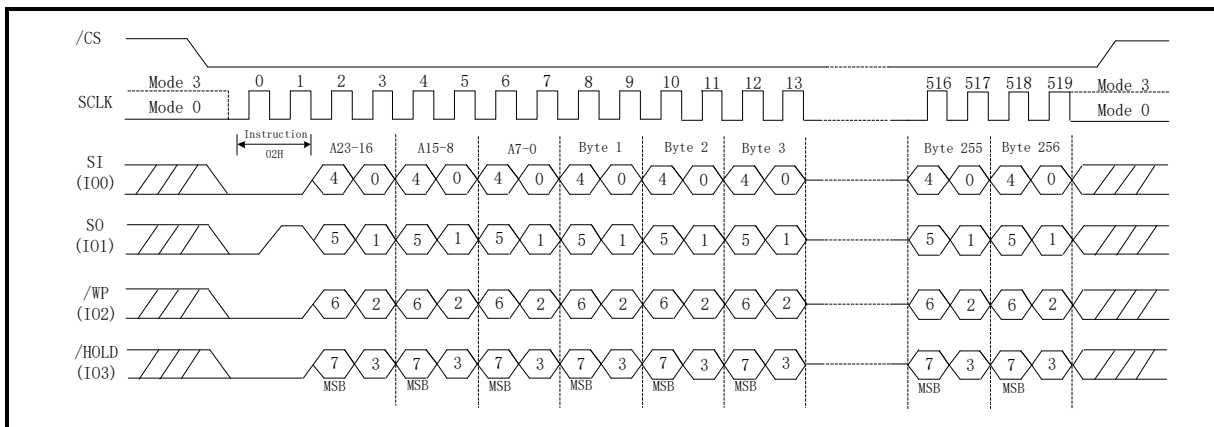 /CS
Mode 3 0 1 2 3 4 5 6 7 8 9 10 11 12 13 516 517 518 519 Mode 3
SCLK
Mode 0 Mode 0
Instruction
02H
A23-16 A15-8 A7-0 Byte 1 Byte 2 Byte 3 Byte 255 Byte 256
SI
(IO0)
4 0 4 0 4 0 4 0 4 0 4 0 4 0 4 0
SO
(IO1)
5 1 5 1 5 1 5 1 5 1 5 1 5 1 5 1
/WP
(IO2)
6 2 6 2 6 2 6 2 6 2 6 2 6 2 6 2
/HOLD
(IO3)
7 3 7 3 7 3 7 3 7 3 7 3 7 3 7 3
MSB MSB MSB MSB MSB MSB MSB MSB